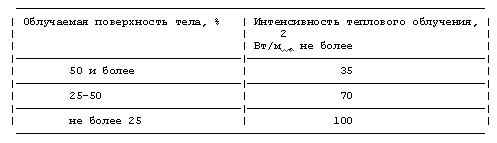 Облучаемая поверхность тела, % Интенсивность теплового облучения,
2
Вт/м , не более
50 и более 35
25-50 70
не более 25 100